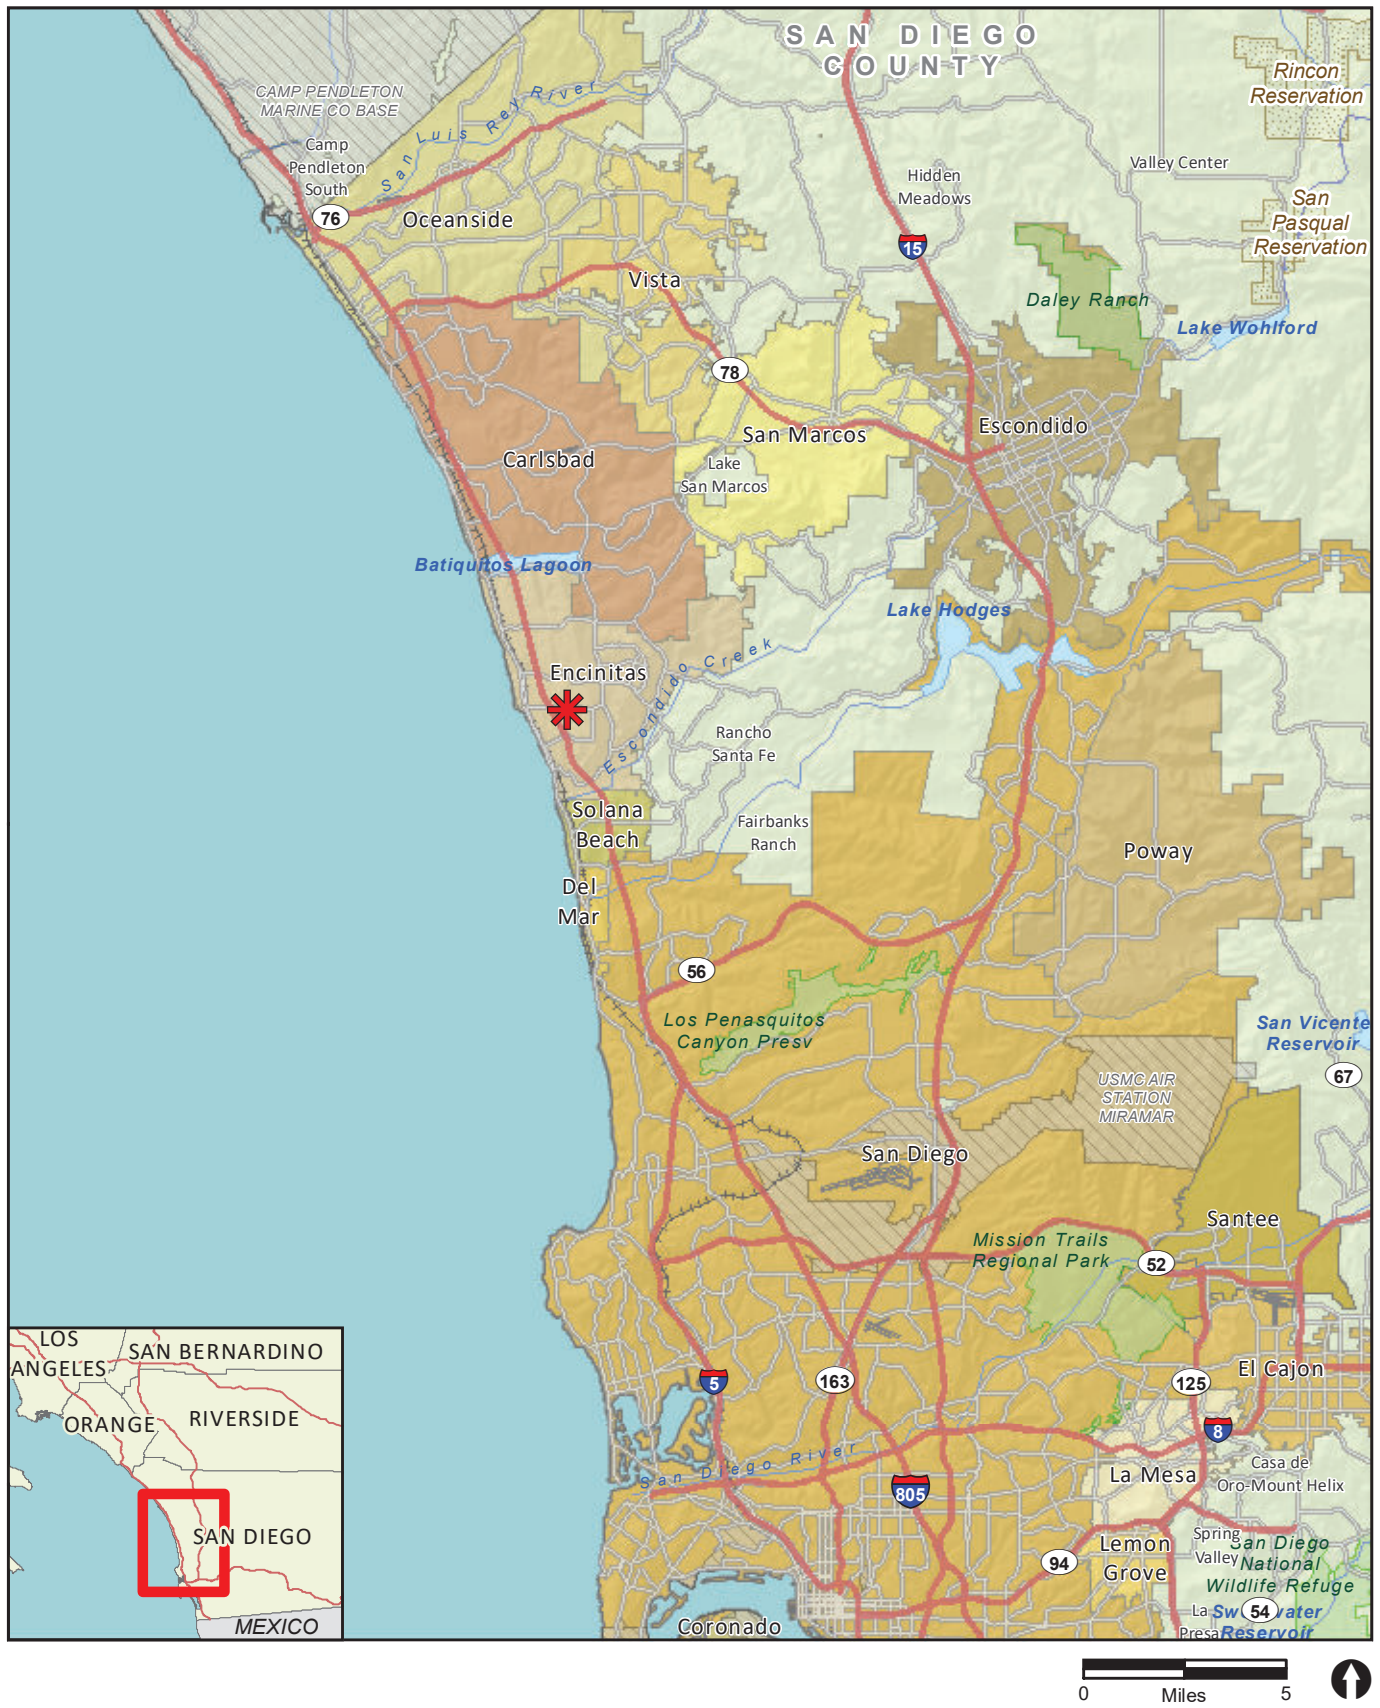 SAN DIEGO
COUNTY
Rincon
Reservation
CAMP PENDLETON
MARINE CO BASE
San Luis Rey River
Camp
Pendleton
South
Valley Center
Hidden
Meadows
San
Pasqual
Reservation
76
Oceanside
15
Vista
Daley Ranch
Lake Wohlford
78
San Marcos
Escondido
Carlsbad
Lake
San Marcos
Batiquitos Lagoon
Lake Hodges
Escondido Creek
Encinitas
Rancho
Santa Fe
Solana
Beach
Fairbanks
Ranch
Poway
Del
Mar
56
Los Penasquitos
Canyon Presv
San Vicente
Reservoir
67
USMC AIR
STATION
MIRAMAR
San Diego
Santee
Mission Trails
Regional Park
52
LOS
ANGELES
SAN BERNARDINO
ORANGE
RIVERSIDE
SAN DIEGO
MEXICO
5
163
125
El Cajon
8
San Diego River
La Mesa
Casa de
Oro-Mount Helix
805
94
Lemon
Grove
Spring
Valley
San Diego
National
Wildlife Refuge
54
La
Presa
Reservoir
Coronado
0 Miles 5